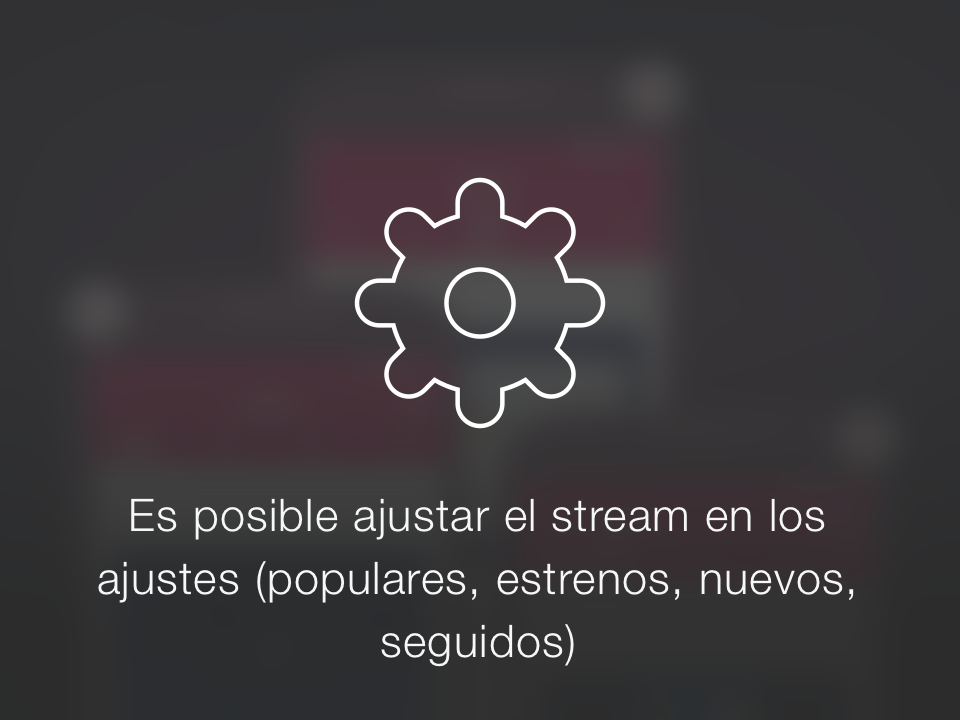 Es posible ajustar el stream en los
ajustes (populares, estrenos, nuevos,
seguidos)